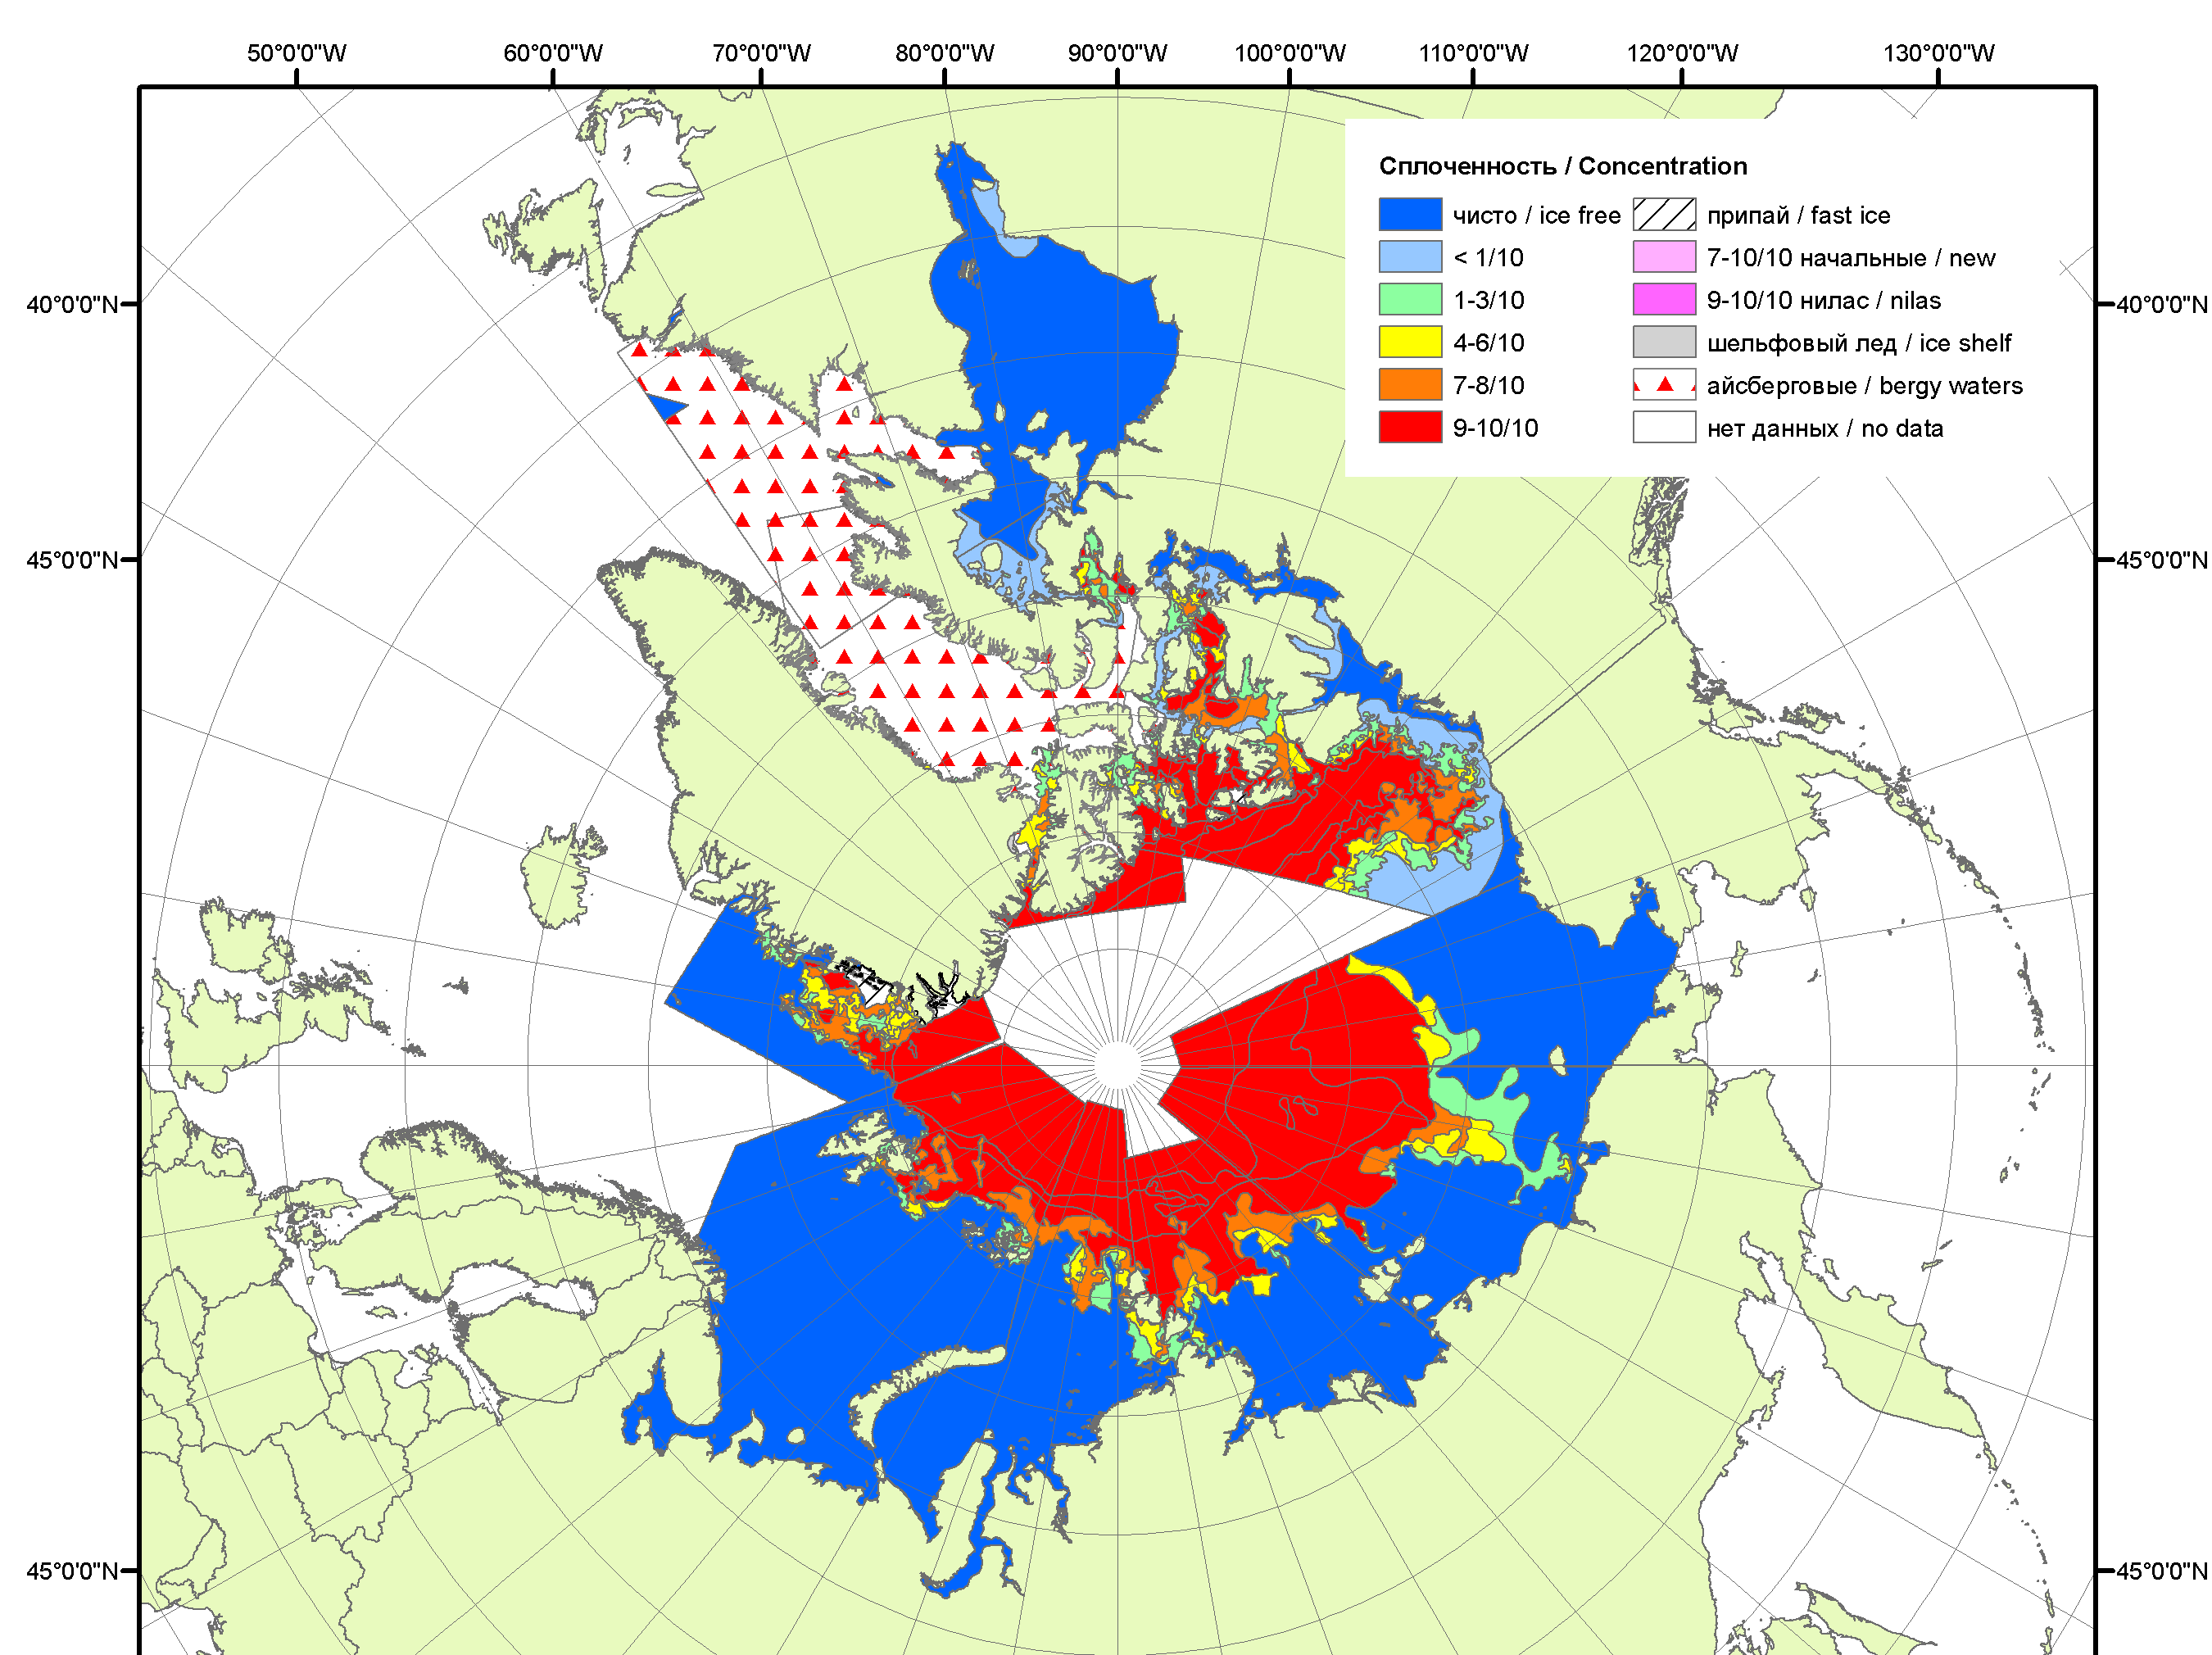 50°0'0"W 60°0'0"W 70°0'0"W 80°0'0"W 90°0'0"W 100°0'0"W 110°0'0"W 120°0'0"W 130°0'0"W
Сплоченность / Concentration
чисто / ice free
< 1/10
1-3/10
4-6/10
7-8/10
9-10/10
припай / fast ice
7-10/10 начальные / new
9-10/10 нилас / nilas
шельфовый лед / ice shelf
айсберговые / bergy waters
нет данных / no data
40°0'0"N 40°0'0"N
45°0'0"N 45°0'0"N
45°0'0"N 45°0'0"N